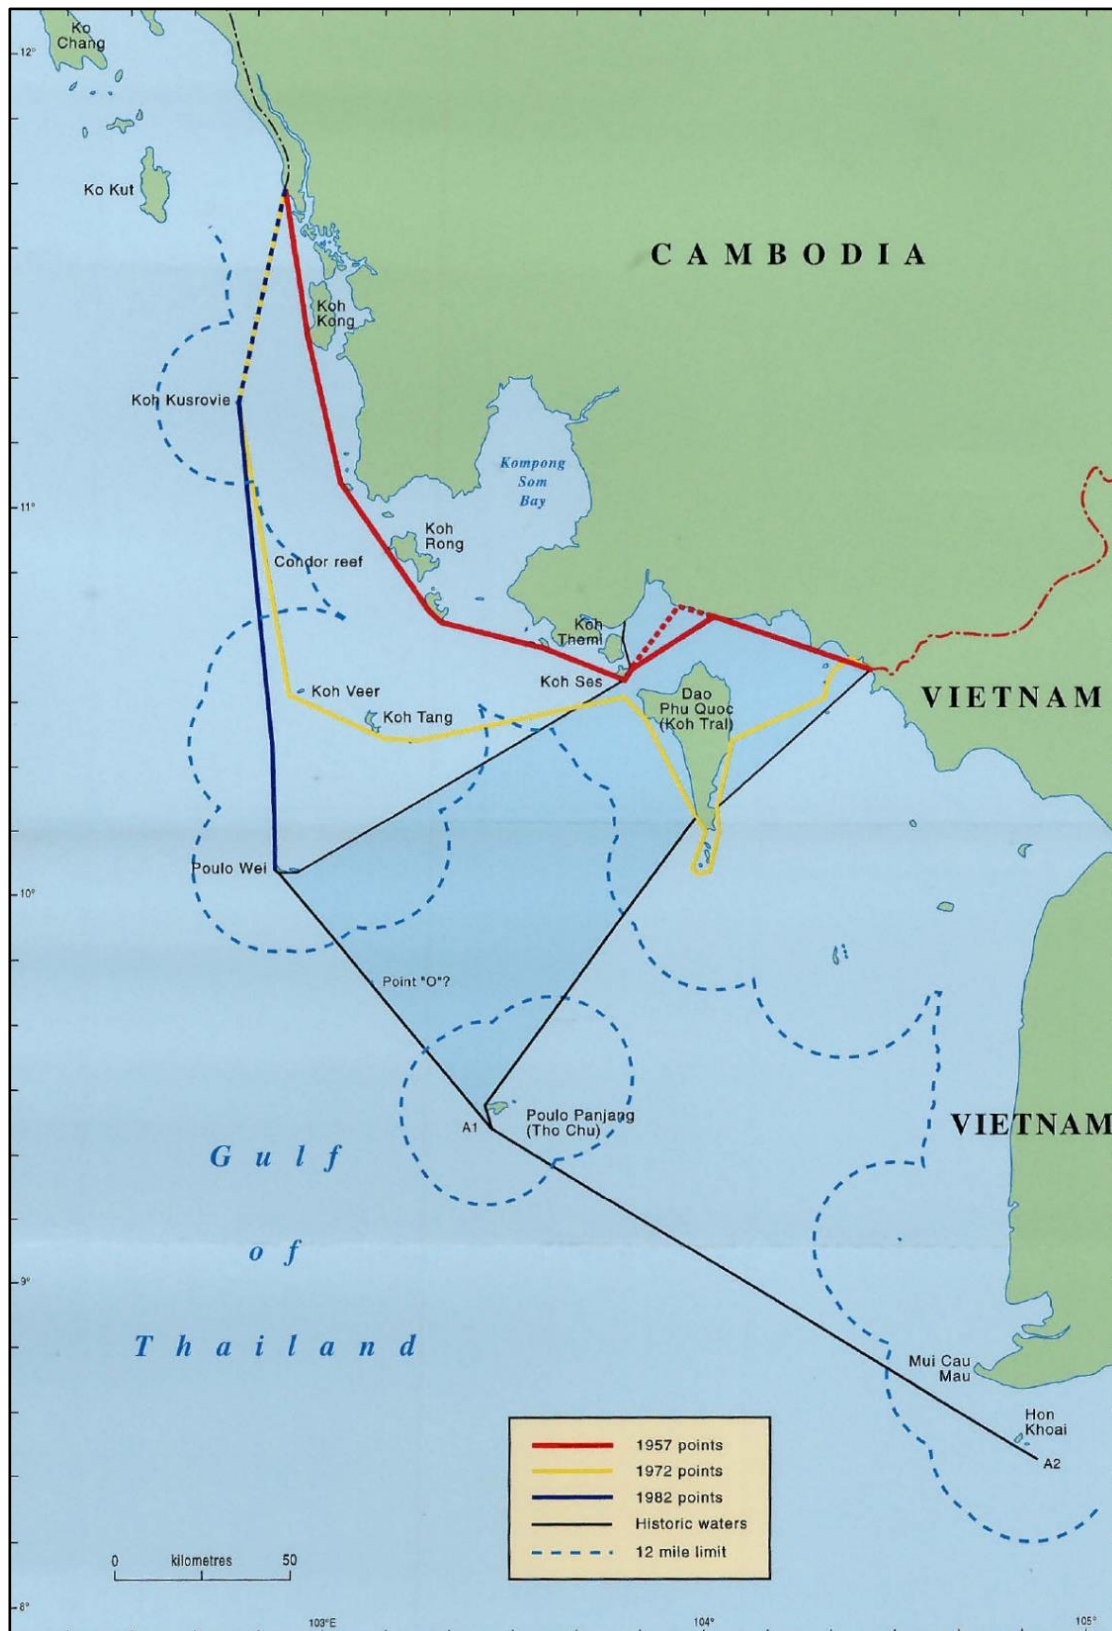 Ko
Chang
12°
Ko Kut
CAMBODIA
Koh
Kong
Koh Kusrovie
Kompong
Som
Bay
11°
Koh
Rong
Condor reef
Koh
Themi
Koh Ses
Dao
Phu Quoc
(Koh Tral)
VIETNAM
Koh Veer
Koh Tang
Poulo Wei
10°
Point "O"?
Poulo Panjang
(Tho Chu)
A1
VIETNAM
Gulf
of
Thailand
9°
Mui Cau
Mau
Hon
Khoai
A2
1957 points
1972 points
1982 points
Historic waters
12 mile limit
0 kilometres 50
8°
103°E
104°
105°